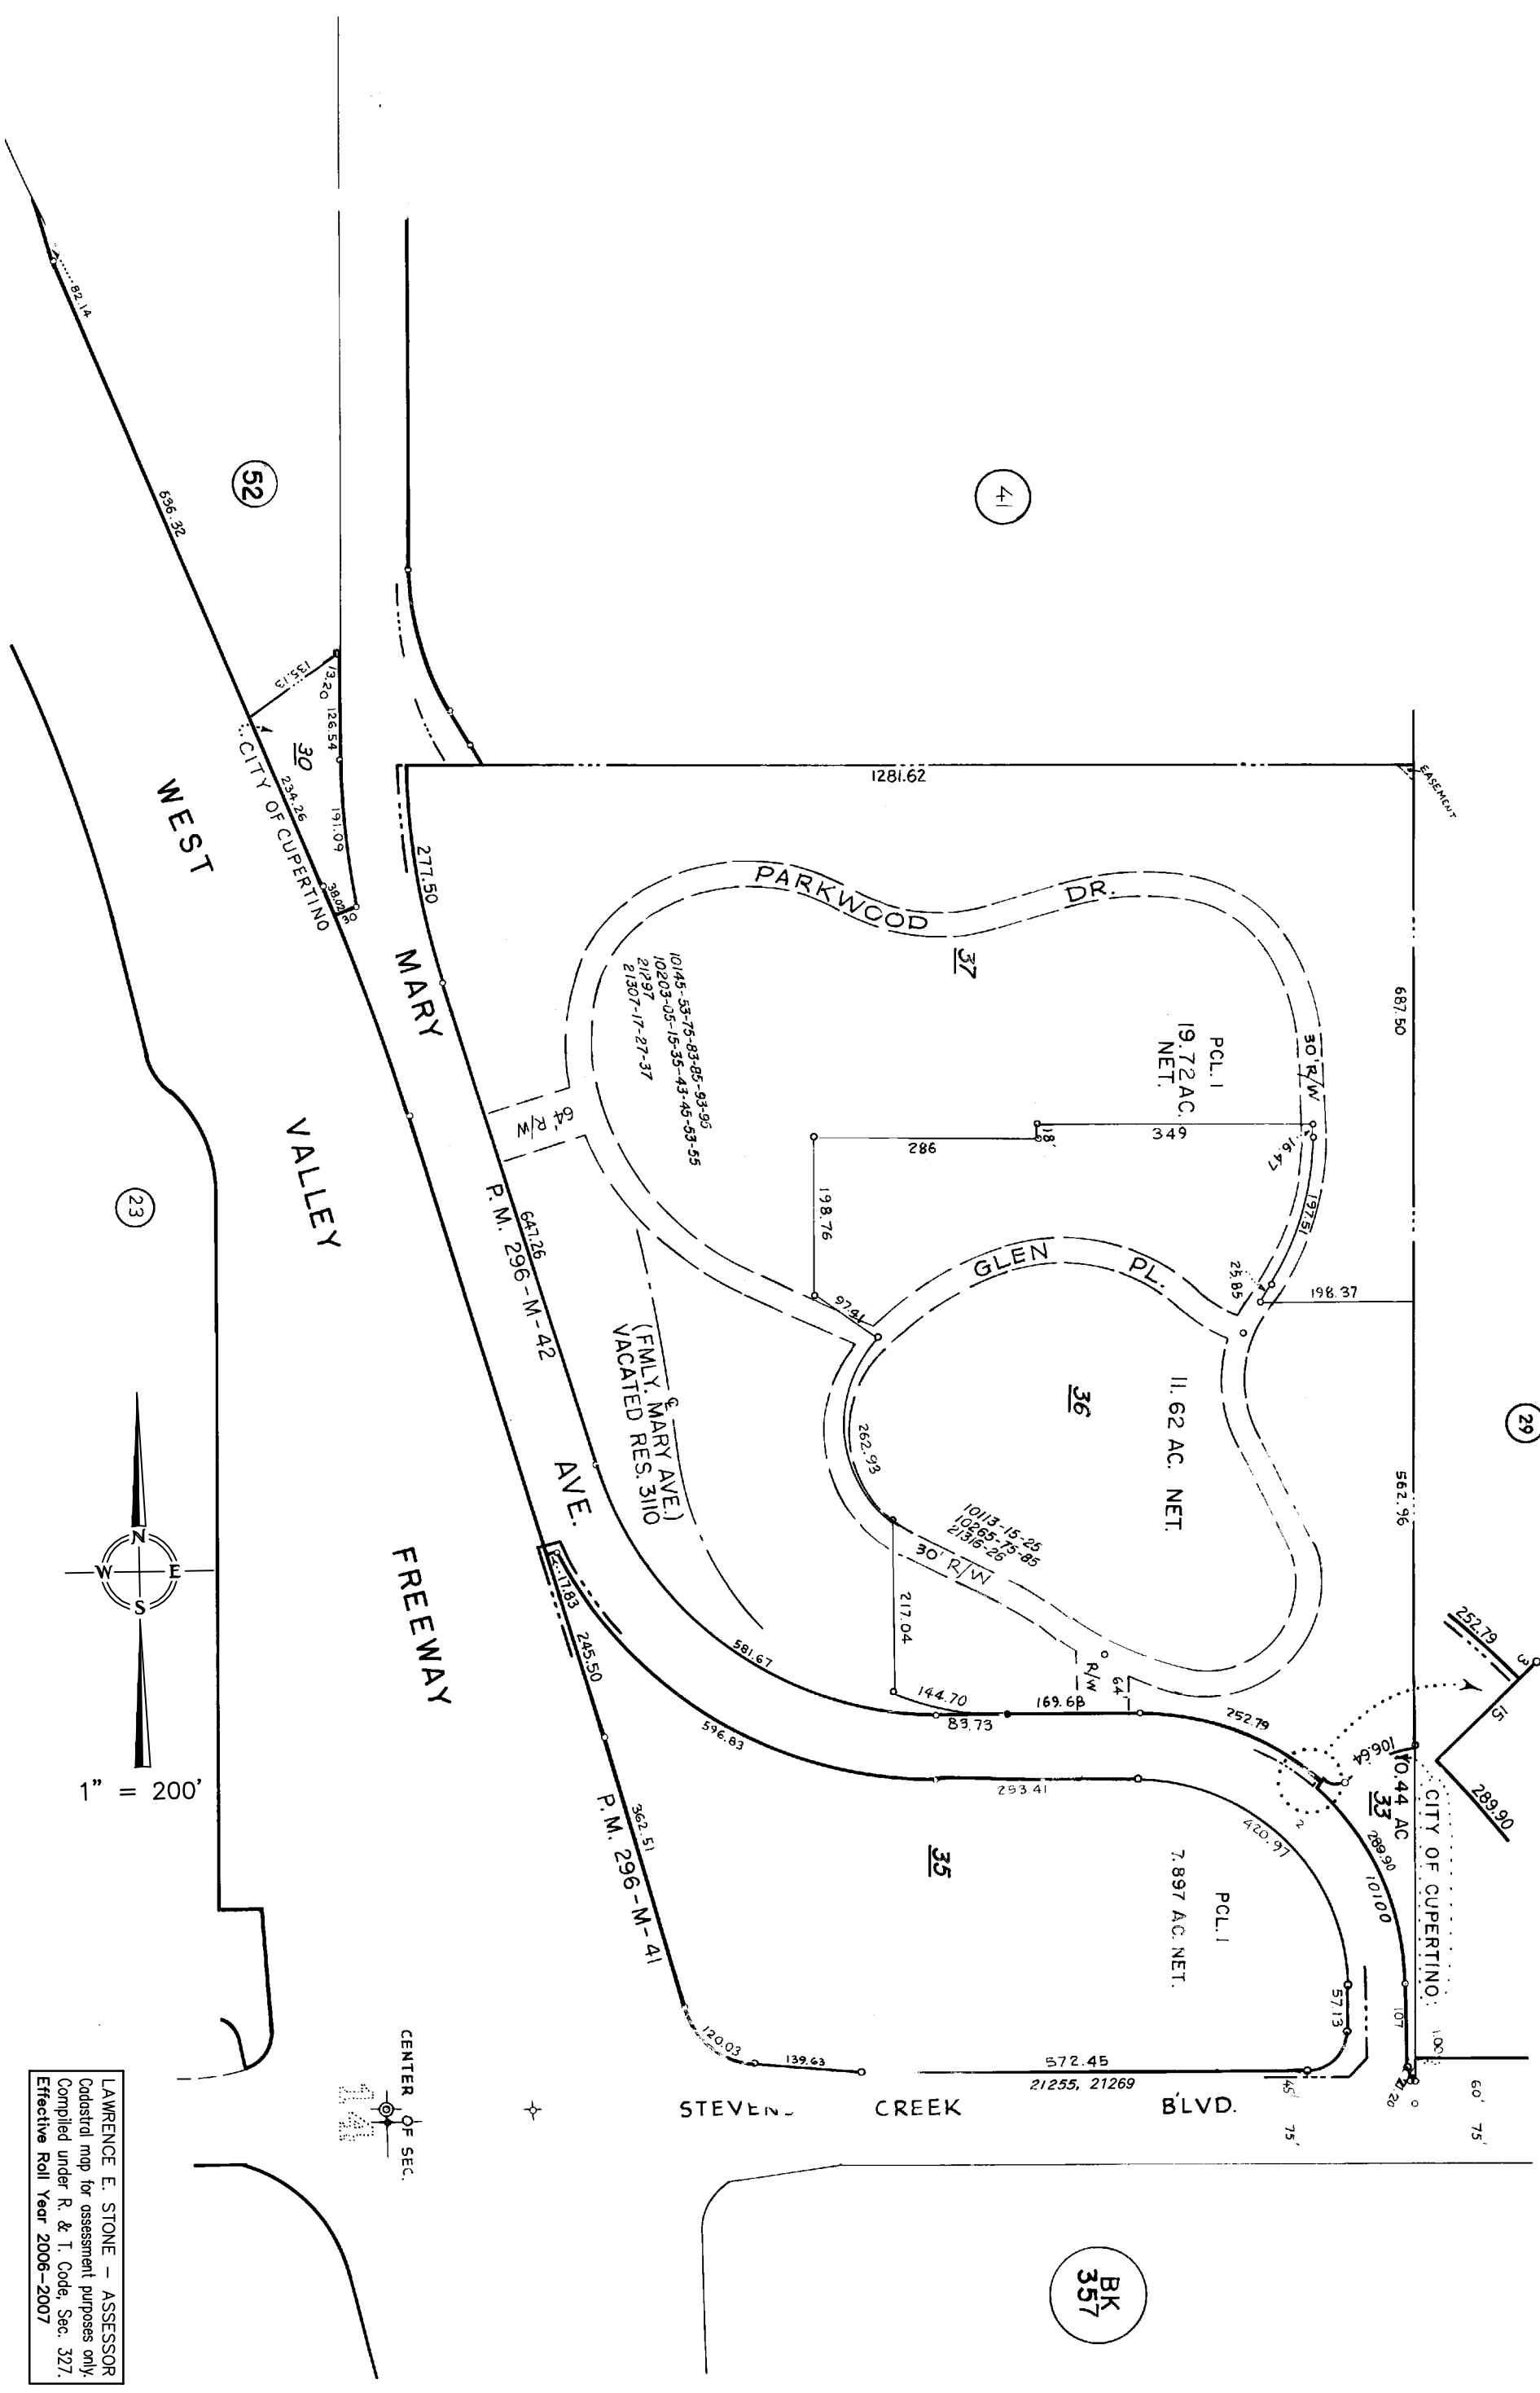 41
52
23
29
BK
357
1281.62
EASEMENT
82.14
636.32
135.13
13.20
126.54
191.09
30
234.26
38.02
CITY OF CUPERTINO
WEST
VALLEY
FREEWAY
MARY
AVE.
277.50
647.26
P. M. 296-M-42
PARKWOOD
DR.
37
PCL. 1
19.72 AC.
NET.
10145-53-75-83-85-93-95
10203-05-15-35-43-45-53-55
21297
21307-17-27-37
64' R/W
30' R/W
687.50
349
18'
286
198.76
16.47
197.51
25.85
198.37
97.41
GLEN
PL.
36
11.62 AC. NET.
562.96
262.93
10113-15-25
10265-75-85
21316-26
30' R/W
217.04
144.70
83.73
169.68
R/W
64'
252.79
℄
(FMLY. MARY AVE.)
VACATED RES. 3110
581.67
596.83
17.83
245.50
362.51
P. M. 296-M-41
253.41
420.97
35
PCL. 1
7.897 AC. NET.
57.13
120.03
139.63
572.45
21255, 21269
252.79
3
15
289.90
106.64
0.44 AC
33
CITY OF CUPERTINO
289.90
10100
2
107
1.00
21.26
45'
75'
60'
75'
CREEK
BLVD.
CENTER OF SEC.
14
N
W E
S
1" = 200'
LAWRENCE E. STONE - ASSESSOR
Cadastral map for assessment purposes only.
Compiled under R. & T. Code, Sec. 327.
Effective Roll Year 2006-2007